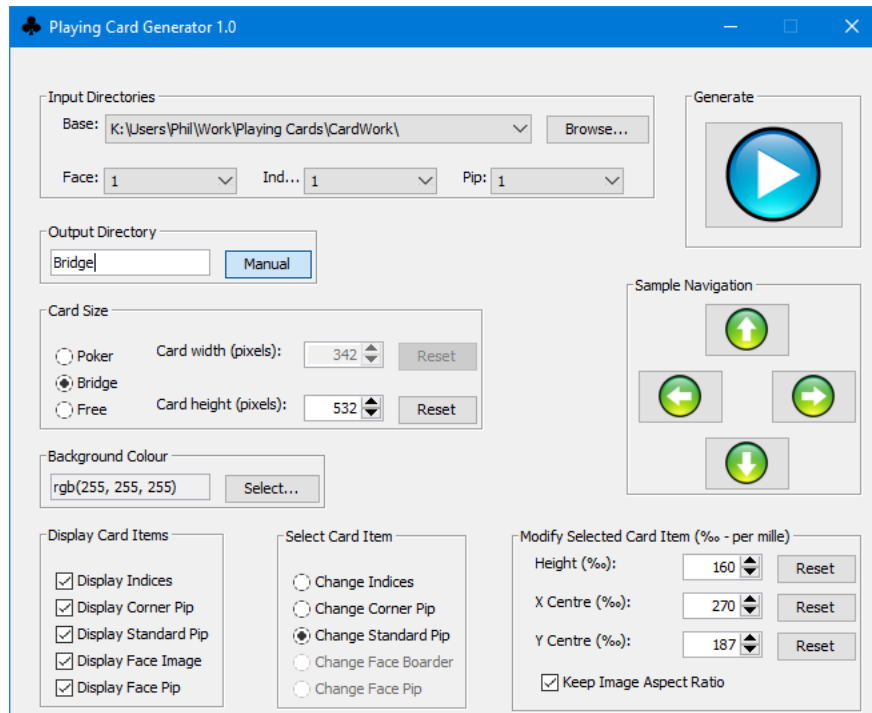 Playing Card Generator 1.0
Input Directories
Base: K:\Users\Phil\Work\Playing Cards\CardWork\ Browse...
Face: 1 Ind... 1 Pip: 1
Generate
Output Directory
Bridge Manual
Card Size
Poker
Bridge
Free
Card width (pixels): 342 Reset
Card height (pixels): 532 Reset
Sample Navigation
Background Colour
rgb(255, 255, 255) Select...
Display Card Items
Display Indices
Display Corner Pip
Display Standard Pip
Display Face Image
Display Face Pip
Select Card Item
Change Indices
Change Corner Pip
Change Standard Pip
Change Face Boarder
Change Face Pip
Modify Selected Card Item (‰ - per mille)
Height (‰): 160 Reset
X Centre (‰): 270 Reset
Y Centre (‰): 187 Reset
Keep Image Aspect Ratio